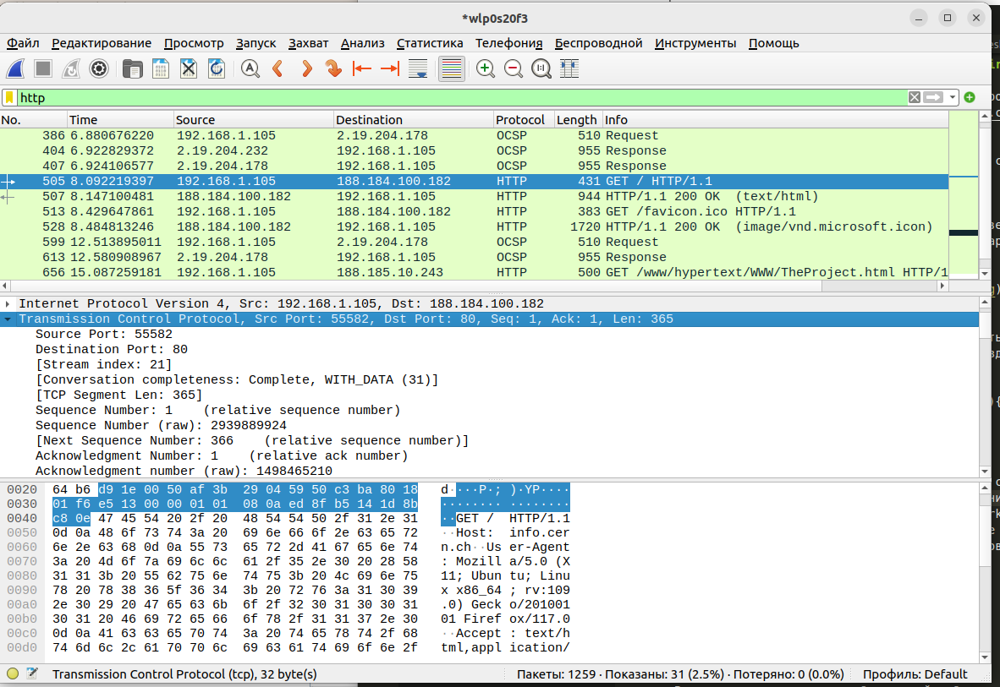 *wlp0s20f3
Файл Редактирование Просмотр Запуск Захват Анализ Статистика Телефония Беспроводной Инструменты Помощь
http
No. Time Source Destination Protocol Length Info
386 6.880676220 192.168.1.105 2.19.204.178 OCSP 510 Request
404 6.922829372 2.19.204.232 192.168.1.105 OCSP 955 Response
407 6.924106577 2.19.204.178 192.168.1.105 OCSP 955 Response
505 8.092219397 192.168.1.105 188.184.100.182 HTTP 431 GET / HTTP/1.1
507 8.147100481 188.184.100.182 192.168.1.105 HTTP 944 HTTP/1.1 200 OK (text/html)
513 8.429647861 192.168.1.105 188.184.100.182 HTTP 383 GET /favicon.ico HTTP/1.1
528 8.484813246 188.184.100.182 192.168.1.105 HTTP 1720 HTTP/1.1 200 OK (image/vnd.microsoft.icon)
599 12.513895011 192.168.1.105 2.19.204.178 OCSP 510 Request
613 12.580908967 2.19.204.178 192.168.1.105 OCSP 955 Response
656 15.087259181 192.168.1.105 188.185.10.243 HTTP 500 GET /www/hypertext/WWW/TheProject.html HTTP/1
Internet Protocol Version 4, Src: 192.168.1.105, Dst: 188.184.100.182
Transmission Control Protocol, Src Port: 55582, Dst Port: 80, Seq: 1, Ack: 1, Len: 365
Source Port: 55582
Destination Port: 80
[Stream index: 21]
[Conversation completeness: Complete, WITH_DATA (31)]
[TCP Segment Len: 365]
Sequence Number: 1 (relative sequence number)
Sequence Number (raw): 2939889924
[Next Sequence Number: 366 (relative sequence number)]
Acknowledgment Number: 1 (relative ack number)
Acknowledgment number (raw): 1498465210
0020 64 b6 d9 1e 00 50 af 3b 29 04 59 50 c3 ba 80 18 d····P·; )·YP····
0030 01 f6 e5 13 00 00 01 01 08 0a ed 8f b5 14 1d 8b ········ ········
0040 c8 0e 47 45 54 20 2f 20 48 54 54 50 2f 31 2e 31 ··GET / HTTP/1.1
0050 0d 0a 48 6f 73 74 3a 20 69 6e 66 6f 2e 63 65 72 ··Host: info.cer
0060 6e 2e 63 68 0d 0a 55 73 65 72 2d 41 67 65 6e 74 n.ch··Us er-Agent
0070 3a 20 4d 6f 7a 69 6c 6c 61 2f 35 2e 30 20 28 58 : Mozill a/5.0 (X
0080 31 31 3b 20 55 62 75 6e 74 75 3b 20 4c 69 6e 75 11; Ubun tu; Linu
0090 78 20 78 38 36 5f 36 34 3b 20 72 76 3a 31 30 39 x x86_64 ; rv:109
00a0 2e 30 29 20 47 65 63 6b 6f 2f 32 30 31 30 30 31 .0) Geck o/201001
00b0 30 31 20 46 69 72 65 66 6f 78 2f 31 31 37 2e 30 01 Firef ox/117.0
00c0 0d 0a 41 63 63 65 70 74 3a 20 74 65 78 74 2f 68 ··Accept : text/h
00d0 74 6d 6c 2c 61 70 70 6c 69 63 61 74 69 6f 6e 2f tml,appl ication/
Transmission Control Protocol (tcp), 32 byte(s) Пакеты: 1259 · Показаны: 31 (2.5%) · Потеряно: 0 (0.0%) Профиль: Default